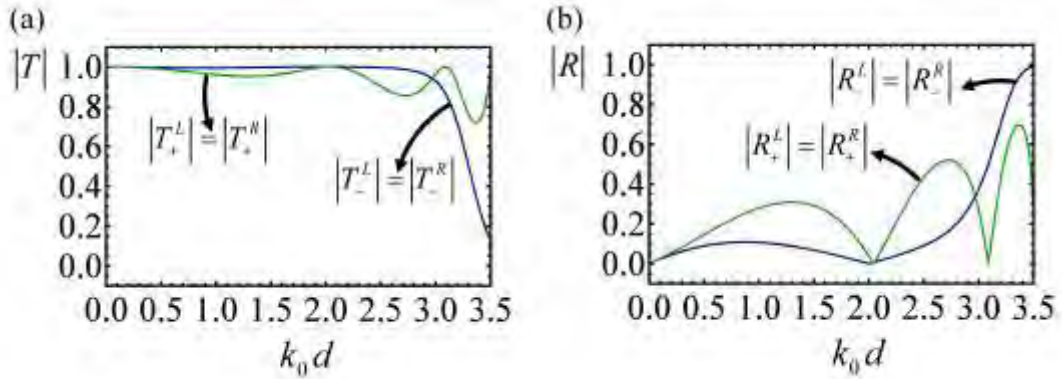 (a)
|T|
1.0
0.8
0.6
0.4
0.2
0.0
|T₊ᴸ| = |T₊ᴿ|
|T₋ᴸ| = |T₋ᴿ|
0.0 0.5 1.0 1.5 2.0 2.5 3.0 3.5
k₀d
(b)
|R|
1.0
0.8
0.6
0.4
0.2
0.0
|R₋ᴸ| = |R₋ᴿ|
|R₊ᴸ| = |R₊ᴿ|
0.0 0.5 1.0 1.5 2.0 2.5 3.0 3.5
k₀d